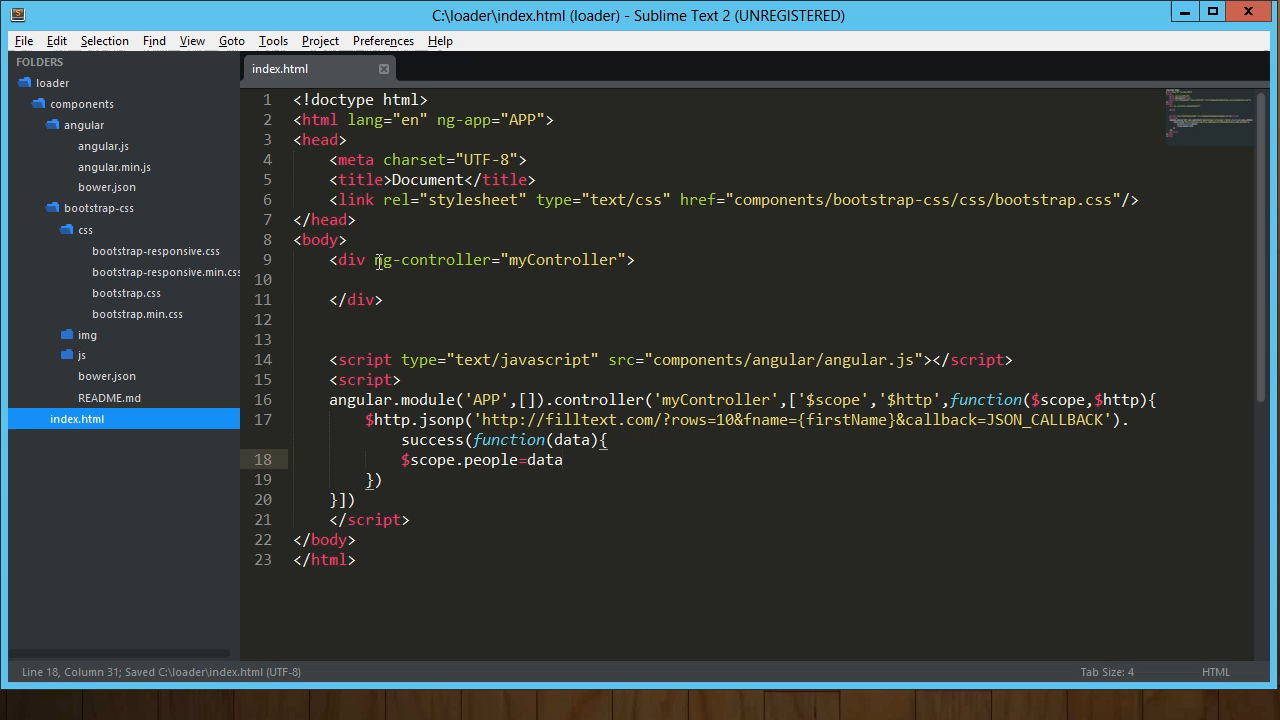 C:\loader\index.html (loader) - Sublime Text 2 (UNREGISTERED)
File Edit Selection Find View Goto Tools Project Preferences Help
FOLDERS
loader
components
angular
angular.js
angular.min.js
bower.json
bootstrap-css
css
bootstrap-responsive.css
bootstrap-responsive.min.css
bootstrap.css
bootstrap.min.css
img
js
bower.json
README.md
index.html
index.html
1 <!doctype html>
2 <html lang="en" ng-app="APP">
3 <head>
4 <meta charset="UTF-8">
5 <title>Document</title>
6 <link rel="stylesheet" type="text/css" href="components/bootstrap-css/css/bootstrap.css"/>
7 </head>
8 <body>
9 <div ng-controller="myController">
10
11 </div>
12
13
14 <script type="text/javascript" src="components/angular/angular.js"></script>
15 <script>
16 angular.module('APP',[]).controller('myController',['$scope','$http',function($scope,$http){
17 $http.jsonp('http://filltext.com/?rows=10&fname={firstName}&callback=JSON_CALLBACK').
success(function(data){
18 $scope.people=data
19 })
20 }])
21 </script>
22 </body>
23 </html>
Line 18, Column 31; Saved C:\loader\index.html (UTF-8) Tab Size: 4 HTML